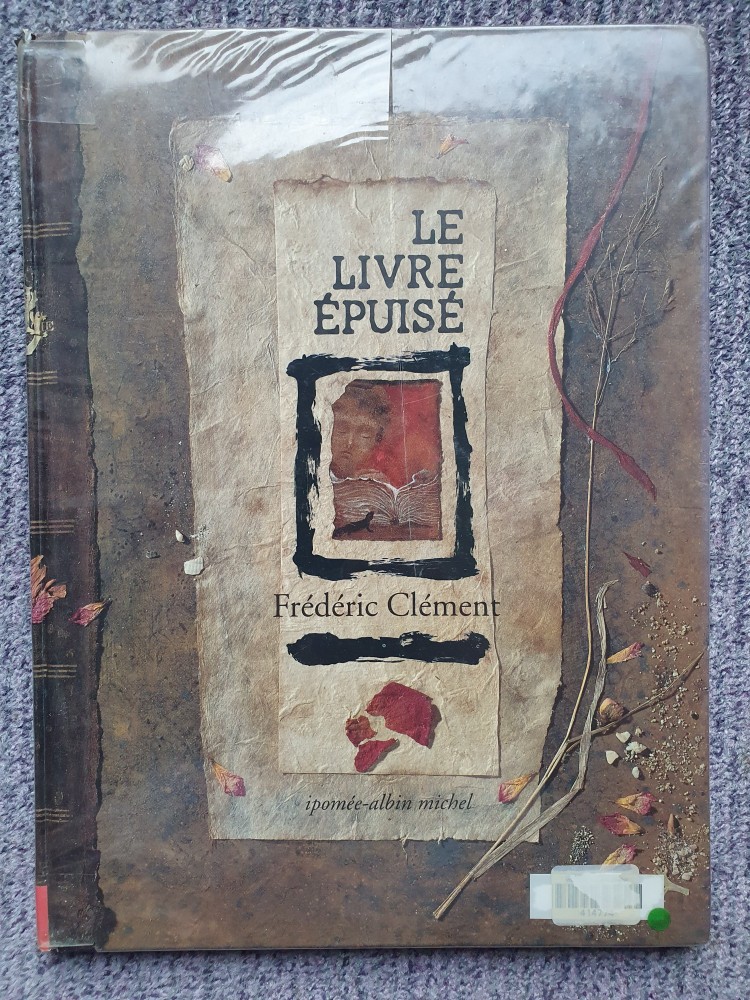 LE
LIVRE
ÉPUISÉ
Frédéric Clément
ipomée-albin michel